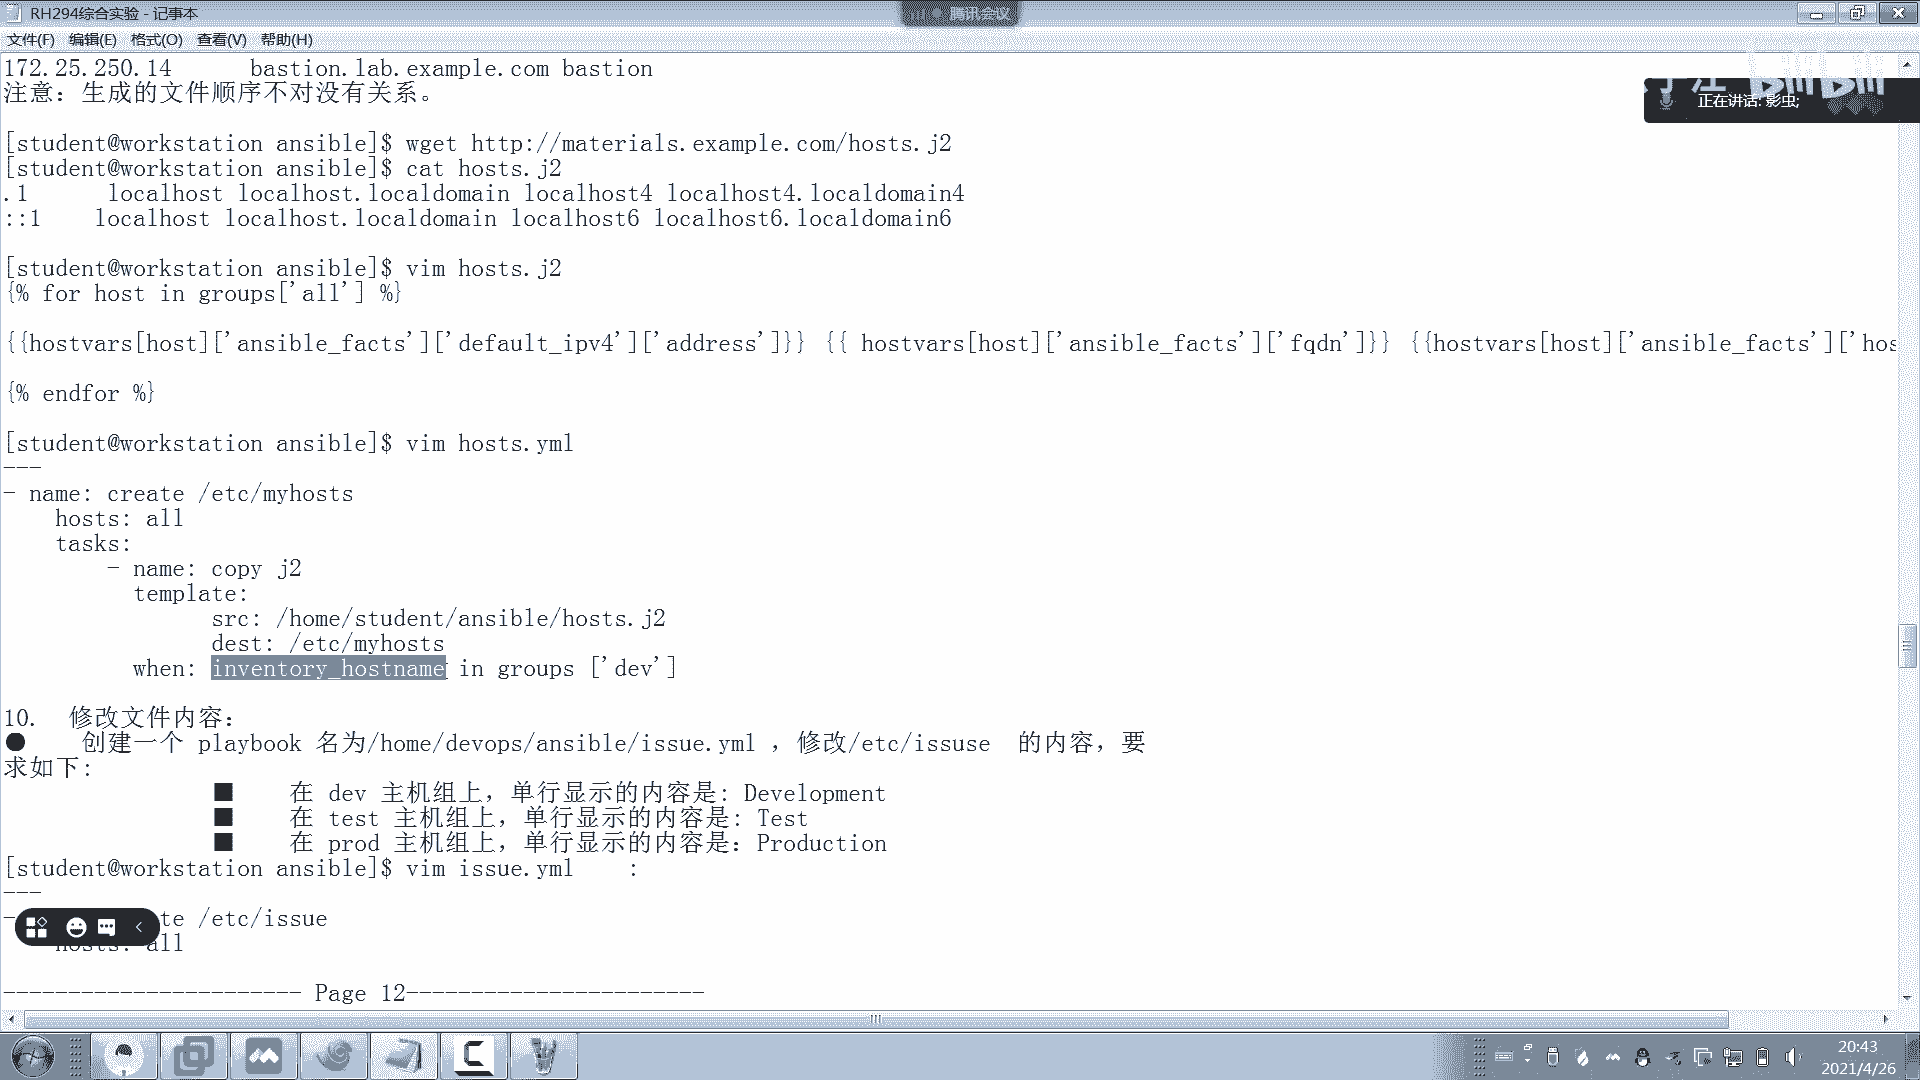 RH294综合实验 - 记事本
腾讯会议
文件(F) 编辑(E) 格式(O) 查看(V) 帮助(H)
172.25.250.14 bastion.lab.example.com bastion
注意: 生成的文件顺序不对没有关系。
正在讲话: 影虫;
[student@workstation ansible]$ wget http://materials.example.com/hosts.j2
[student@workstation ansible]$ cat hosts.j2
.1 localhost localhost.localdomain localhost4 localhost4.localdomain4
::1 localhost localhost.localdomain localhost6 localhost6.localdomain6
[student@workstation ansible]$ vim hosts.j2
{% for host in groups['all'] %}
{{hostvars[host]['ansible_facts']['default_ipv4']['address']}} {{ hostvars[host]['ansible_facts']['fqdn']}} {{hostvars[host]['ansible_facts']['hos
{% endfor %}
[student@workstation ansible]$ vim hosts.yml
---
- name: create /etc/myhosts
hosts: all
tasks:
- name: copy j2
template:
src: /home/student/ansible/hosts.j2
dest: /etc/myhosts
when: inventory_hostname in groups ['dev']
10. 修改文件内容:
● 创建一个 playbook 名为/home/devops/ansible/issue.yml , 修改/etc/issuse 的内容, 要
求如下:
■ 在 dev 主机组上, 单行显示的内容是: Development
■ 在 test 主机组上, 单行显示的内容是: Test
■ 在 prod 主机组上, 单行显示的内容是: Production
[student@workstation ansible]$ vim issue.yml :
---
- te /etc/issue
hosts: all
----------------------- Page 12-----------------------
20:43
2021/4/26